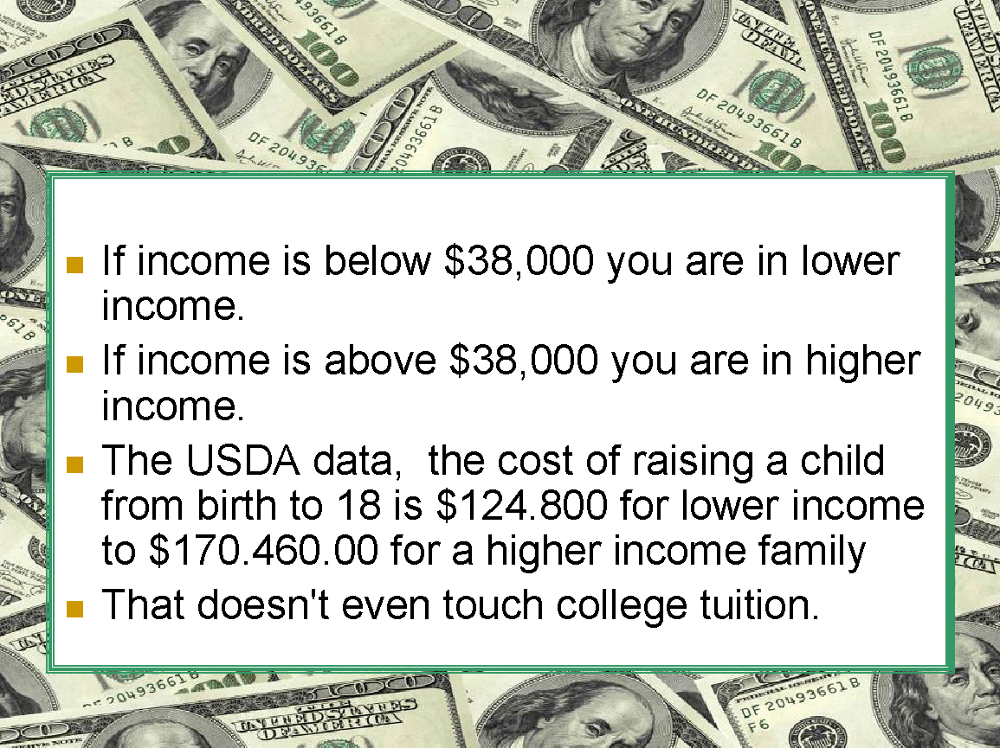 If income is below $38,000 you are in lower
income.
If income is above $38,000 you are in higher
income.
The USDA data,  the cost of raising a child
from birth to 18 is $124.800 for lower income
to $170.460.00 for a higher income family
That doesn't even touch college tuition.